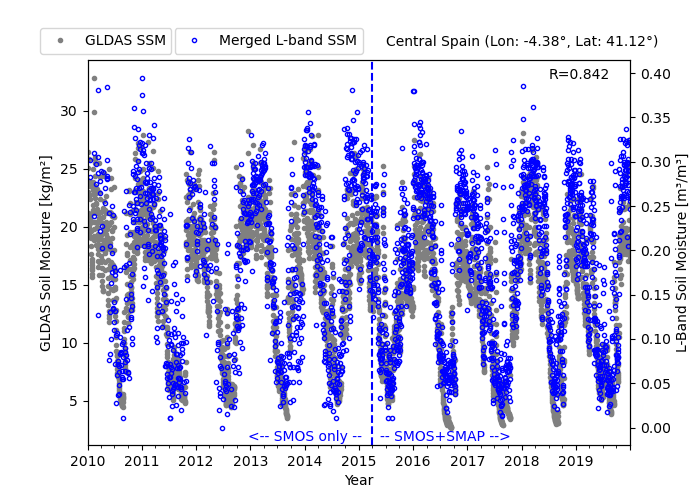 GLDAS SSM
Merged L-band SSM
Central Spain (Lon: -4.38°, Lat: 41.12°)
R=0.842
GLDAS Soil Moisture [kg/m²]
30
25
20
15
10
5
L-Band Soil Moisture [m³/m³]
0.40
0.35
0.30
0.25
0.20
0.15
0.10
0.05
0.00
<-- SMOS only --
-- SMOS+SMAP -->
2010 2011 2012 2013 2014 2015 2016 2017 2018 2019
Year